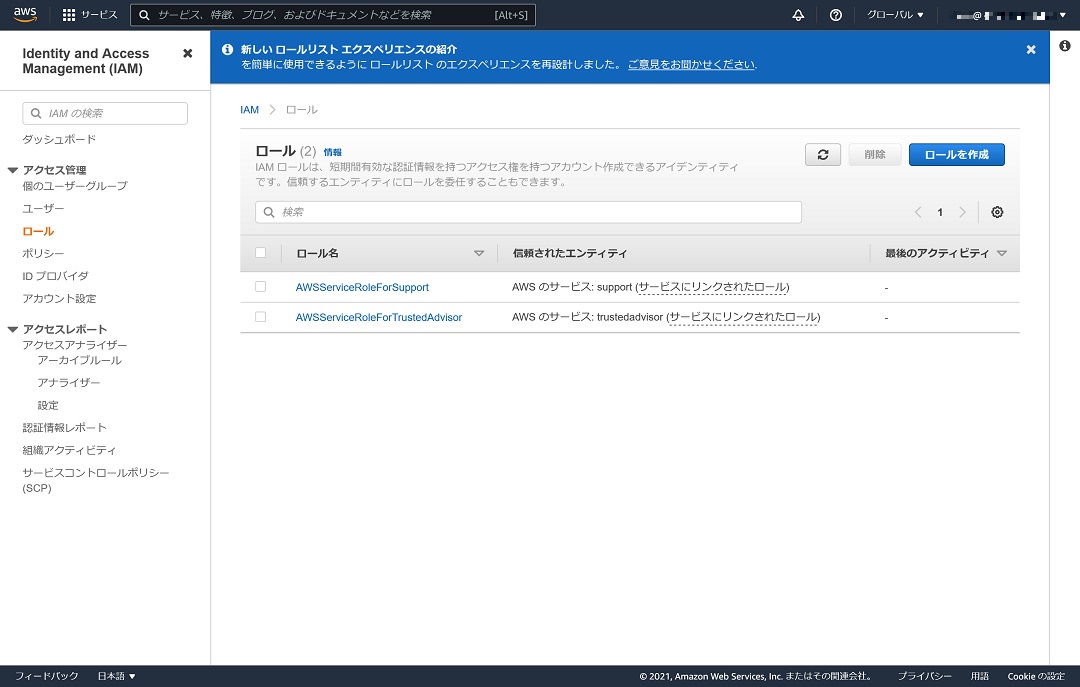 aws
サービス
サービス、特徴、ブログ、およびドキュメントなどを検索
[Alt+S]
グローバル ▼
@
Identity and Access
Management (IAM)
IAM の検索
ダッシュボード
アクセス管理
個のユーザーグループ
ユーザー
ロール
ポリシー
ID プロバイダ
アカウント設定
アクセスレポート
アクセスアナライザー
アーカイブルール
アナライザー
設定
認証情報レポート
組織アクティビティ
サービスコントロールポリシー
(SCP)
新しい ロールリスト エクスペリエンスの紹介
を簡単に使用できるように ロールリスト のエクスペリエンスを再設計しました。 ご意見をお聞かせください.
IAM > ロール
ロール (2) 情報
IAM ロールは、短期間有効な認証情報を持つアクセス権を持つアカウント作成できるアイデンティティ
です。信頼するエンティティにロールを委任することもできます。
削除
ロールを作成
検索
1
ロール名
信頼されたエンティティ
最後のアクティビティ
AWSServiceRoleForSupport
AWS のサービス: support (サービスにリンクされたロール)
-
AWSServiceRoleForTrustedAdvisor
AWS のサービス: trustedadvisor (サービスにリンクされたロール)
-
フィードバック
日本語 ▼
© 2021, Amazon Web Services, Inc. またはその関連会社。
プライバシー
用語
Cookie の設定